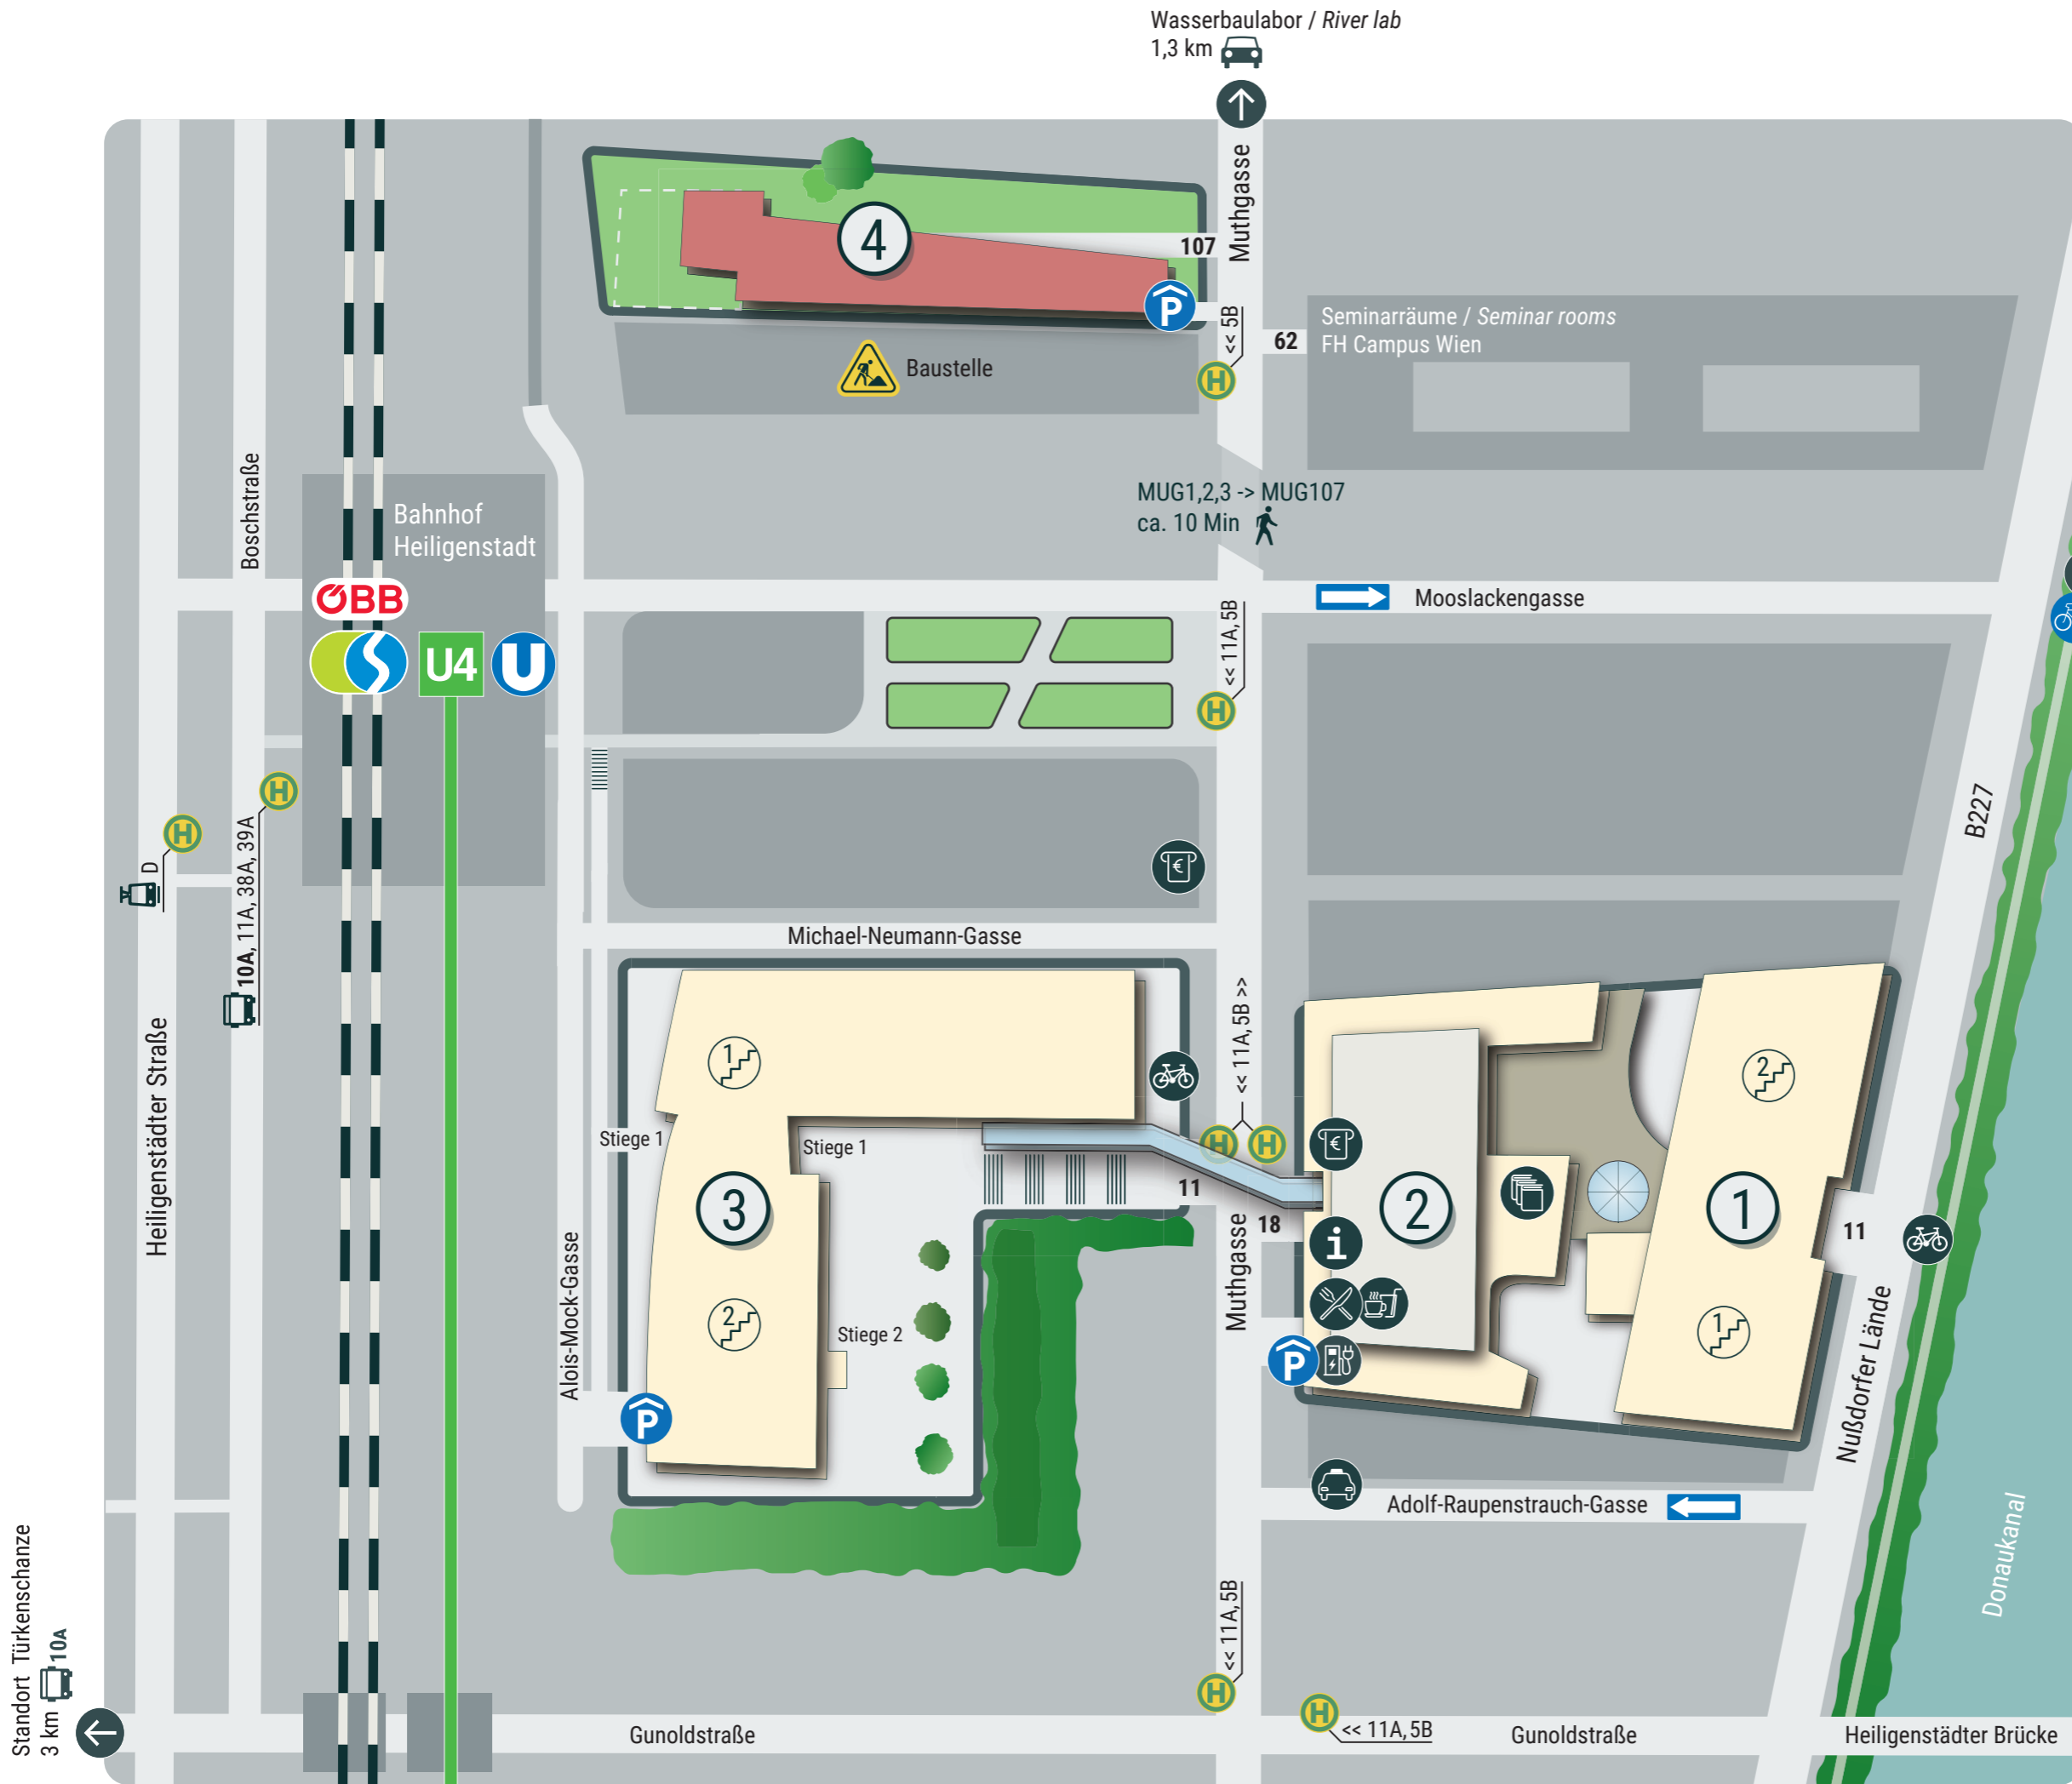 Wasserbaulabor / River lab
1,3 km
Muthgasse
4
107
P
<< 5B
H
62
Seminarräume / Seminar rooms
FH Campus Wien
Baustelle
MUG1,2,3 -> MUG107
ca. 10 Min
Boschstraße
Bahnhof
Heiligenstadt
ÖBB
S
U4
U
Mooslackengasse
<< 11A, 5B
H
B227
H
D
H
10A, 11A, 38A, 39A
€
Michael-Neumann-Gasse
Heiligenstädter Straße
<< 11A, 5B >>
H
H
1
Stiege 1
Stiege 1
3
2
Stiege 2
P
Alois-Mock-Gasse
11
18
Muthgasse
€
2
i
P
2
1
1
11
Nußdorfer Lände
Adolf-Raupenstrauch-Gasse
Donaukanal
<< 11A, 5B
H
H
<< 11A, 5B
Standort Türkenschanze
3 km 10A
Gunoldstraße
Gunoldstraße
Heiligenstädter Brücke